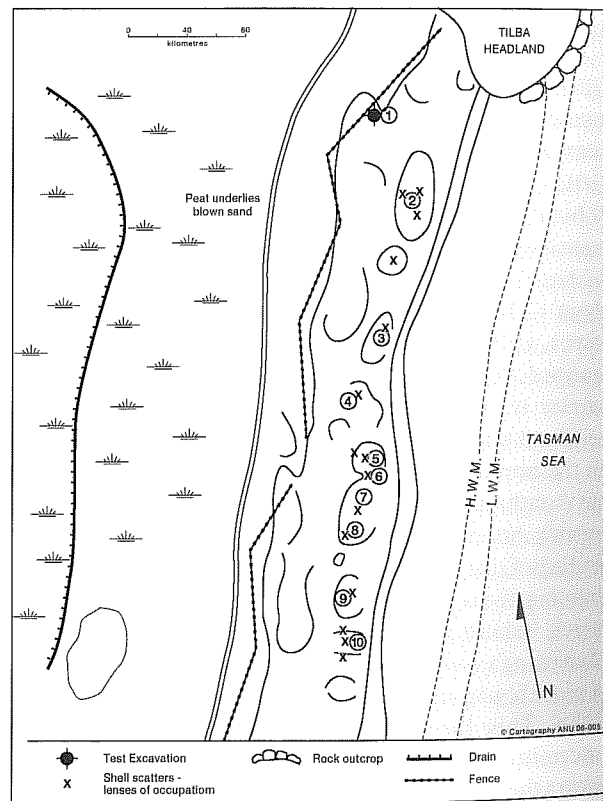 0 40 60
kilometres
TILBA
HEADLAND
1
Peat underlies
blown sand
x x
2
x
x
x
3
x
4
x
x 5
x 6
7
x
x 8
9 x
x
x 10
x
H.W.M.
L.W.M.
TASMAN
SEA
N
© Cartography ANU 06-005
Test Excavation
x Shell scatters -
lenses of occupatiom
Rock outcrop
Drain
Fence